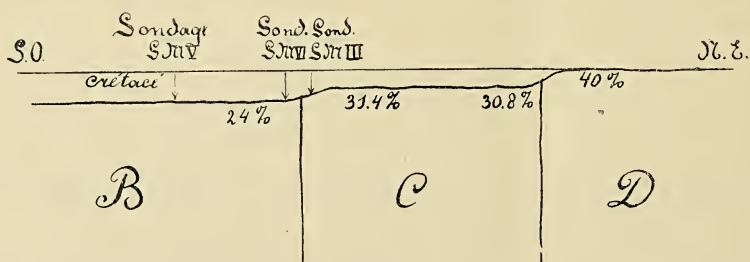 Sondage Sond. Sond.
S.O. S M V S M VI S M III N. E.
crétacé 40 %
24 % 31.4 % 30.8 %
B C D